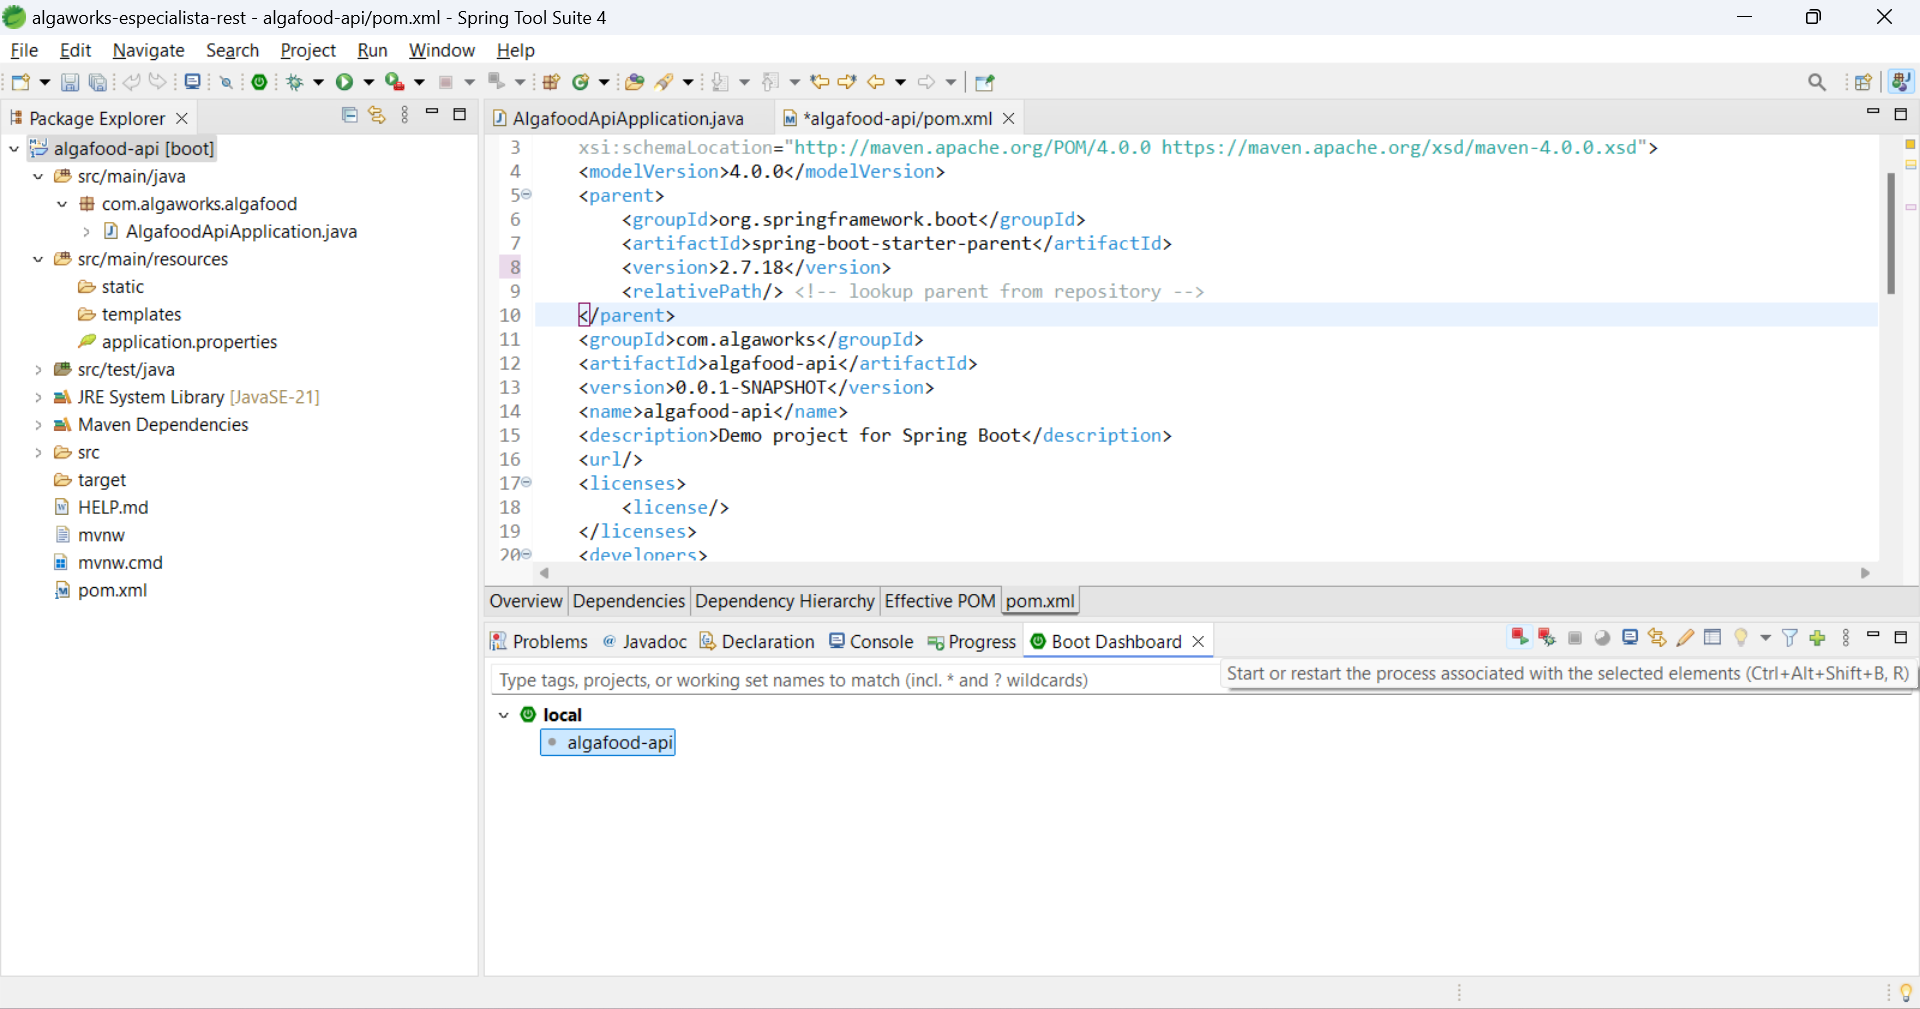 algaworks-especialista-rest - algafood-api/pom.xml - Spring Tool Suite 4
File Edit Navigate Search Project Run Window Help
Package Explorer
algafood-api [boot]
src/main/java
com.algaworks.algafood
AlgafoodApiApplication.java
src/main/resources
static
templates
application.properties
src/test/java
JRE System Library [JavaSE-21]
Maven Dependencies
src
target
HELP.md
mvnw
mvnw.cmd
pom.xml
AlgafoodApiApplication.java
*algafood-api/pom.xml
3 xsi:schemaLocation="http://maven.apache.org/POM/4.0.0 https://maven.apache.org/xsd/maven-4.0.0.xsd">
4 <modelVersion>4.0.0</modelVersion>
5 <parent>
6 <groupId>org.springframework.boot</groupId>
7 <artifactId>spring-boot-starter-parent</artifactId>
8 <version>2.7.18</version>
9 <relativePath/> <!-- lookup parent from repository -->
10 </parent>
11 <groupId>com.algaworks</groupId>
12 <artifactId>algafood-api</artifactId>
13 <version>0.0.1-SNAPSHOT</version>
14 <name>algafood-api</name>
15 <description>Demo project for Spring Boot</description>
16 <url/>
17 <licenses>
18 <license/>
19 </licenses>
20 <developers>
Overview Dependencies Dependency Hierarchy Effective POM pom.xml
Problems Javadoc Declaration Console Progress Boot Dashboard
Type tags, projects, or working set names to match (incl. * and ? wildcards)
Start or restart the process associated with the selected elements (Ctrl+Alt+Shift+B, R)
local
algafood-api